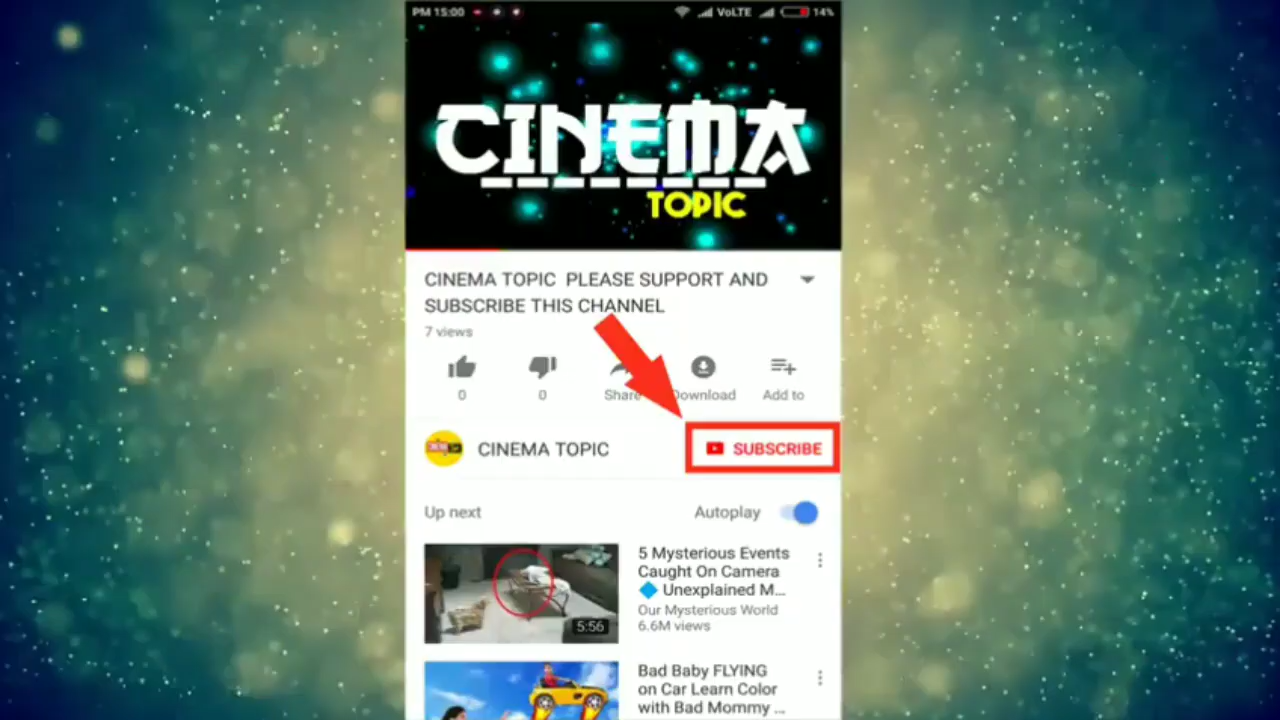 PM 15:00 VoLTE 14%
CINEMA
TOPIC
CINEMA TOPIC PLEASE SUPPORT AND
SUBSCRIBE THIS CHANNEL
7 views
0 0 Share Download Add to
CINEMA TOPIC SUBSCRIBE
Up next Autoplay
5 Mysterious Events
Caught On Camera
🔷 Unexplained M...
Our Mysterious World
6.6M views
5:56
Bad Baby FLYING
on Car Learn Color
with Bad Mommy ...